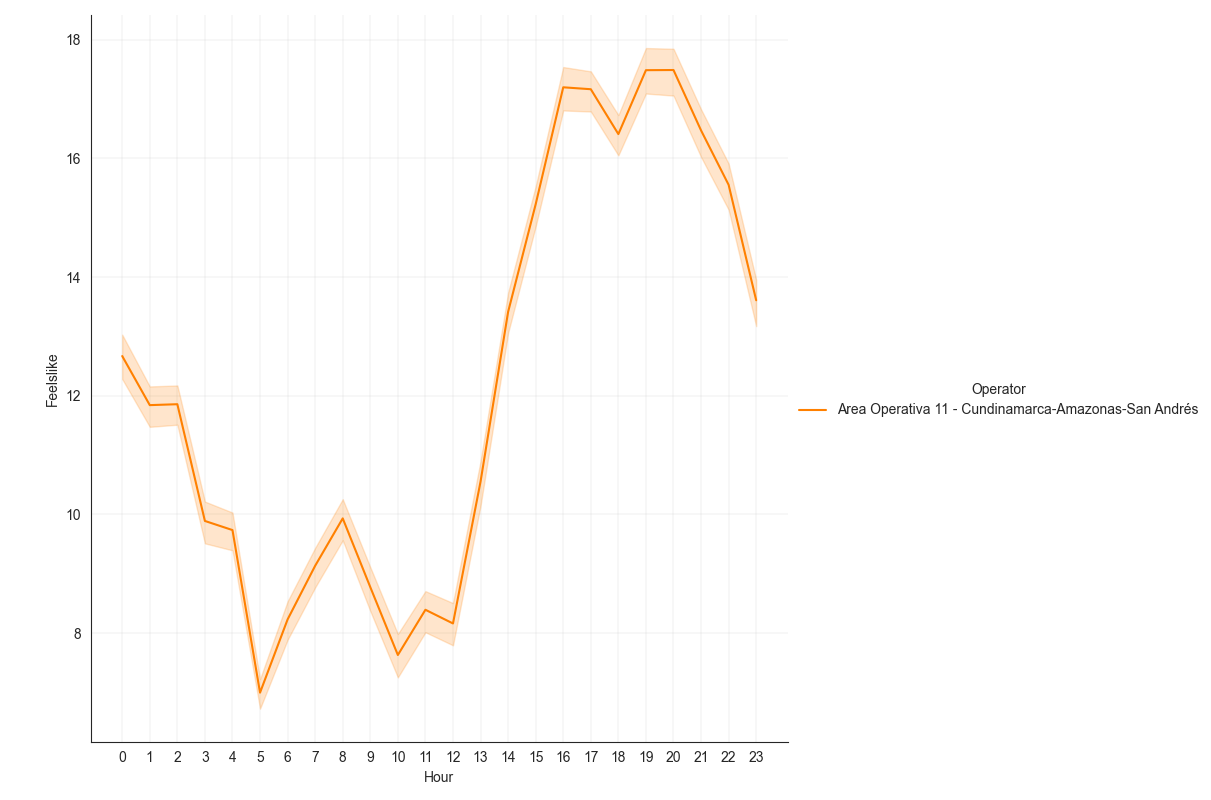 18
16
14
12
10
8
Feelslike
0 1 2 3 4 5 6 7 8 9 10 11 12 13 14 15 16 17 18 19 20 21 22 23
Hour
Operator
Area Operativa 11 - Cundinamarca-Amazonas-San Andrés